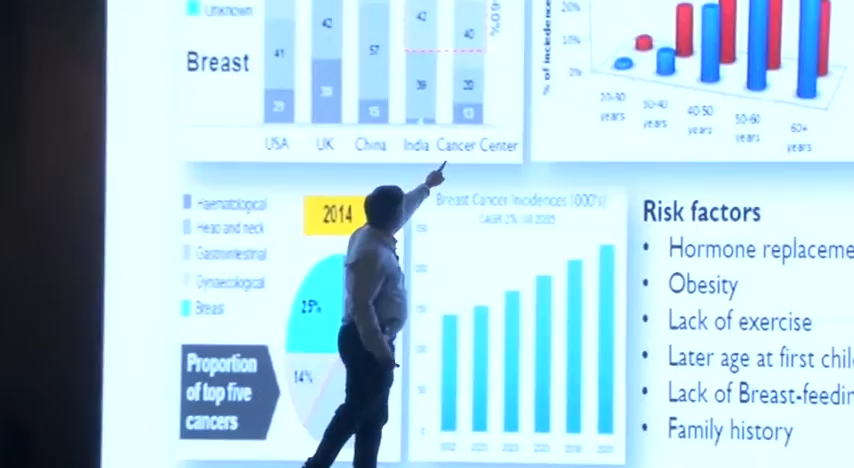 Unknown
Breast
42
40
41
42
57
39
20
21
38
15
13
USA UK China India Cancer Center
% of incidence
20%
10%
0%
20-30
years
30-40
years
40-50
years
50-60
years
60+
years
Haematological
Head and neck
Gastrointestinal
Gynaecological
Breast
2014
25%
14%
Proportion
of top five
cancers
Breast Cancer Incidences (000's)
Risk factors
• Hormone replaceme
• Obesity
• Lack of exercise
• Later age at first chil
• Lack of Breast-feedin
• Family history